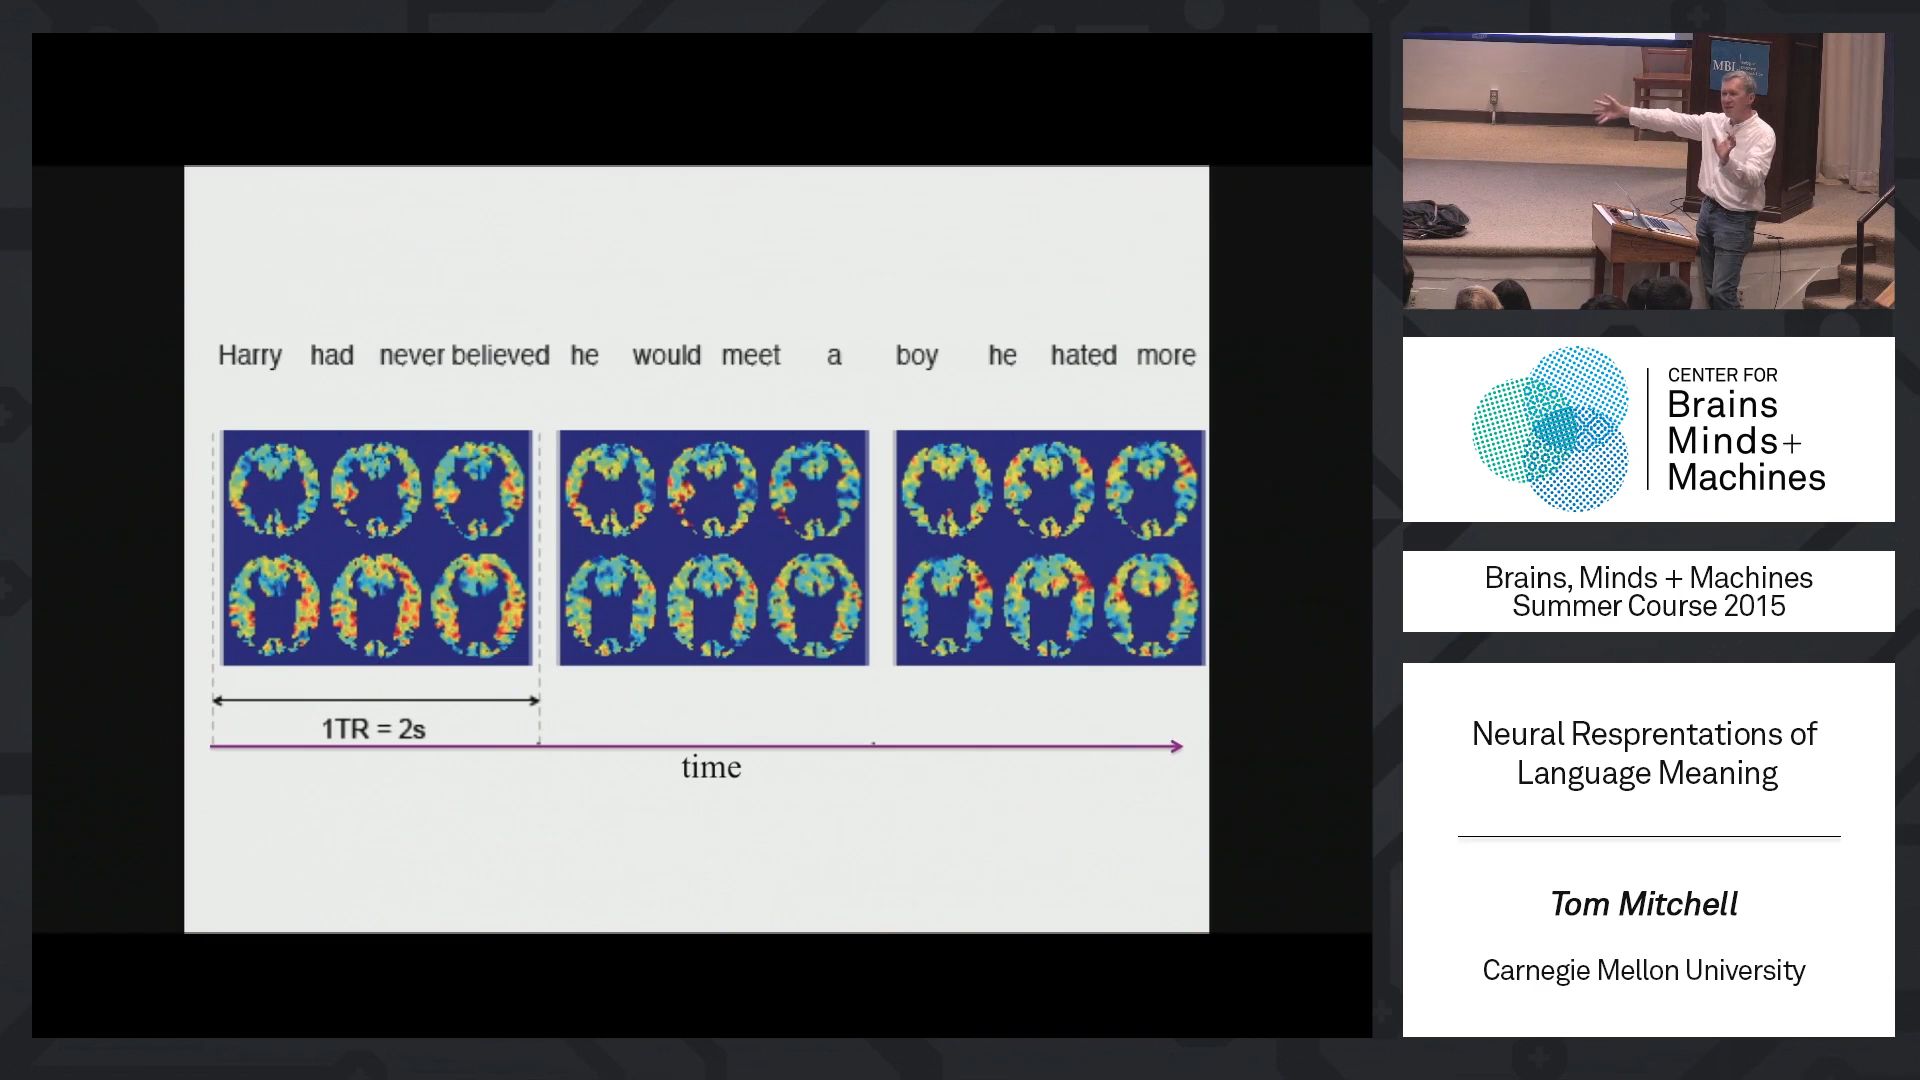 Harry had never believed he would meet a boy he hated more
1TR = 2s
time
MBL
CENTER FOR
Brains
Minds+
Machines
Brains, Minds + Machines
Summer Course 2015
Neural Resprentations of
Language Meaning
Tom Mitchell
Carnegie Mellon University